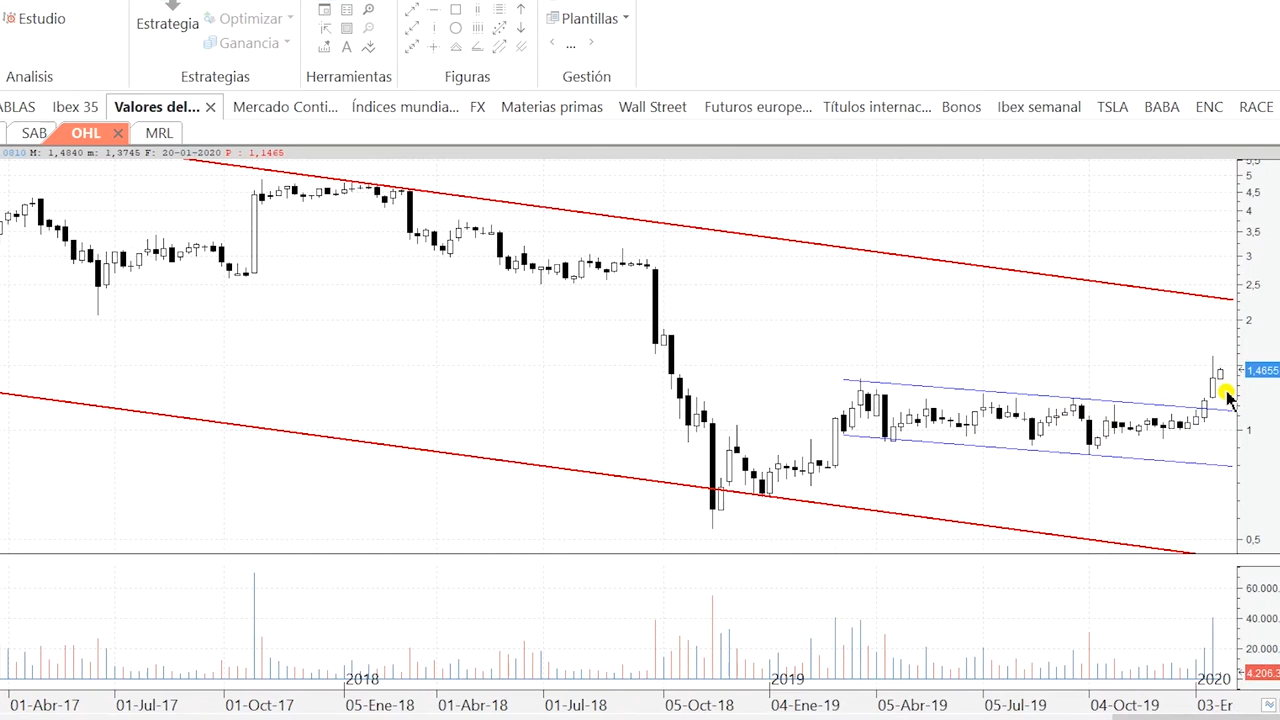 Estudio
Estrategia
Optimizar
Ganancia
Plantillas
...
Analisis
Estrategias
Herramientas
Figuras
Gestión
ABLAS Ibex 35 Valores del... Mercado Conti... Índices mundia... FX Materias primas Wall Street Futuros europe... Títulos internac... Bonos Ibex semanal TSLA BABA ENC RACE
SAB OHL MRL
0810 M: 1,4840 m: 1,3745 F: 20-01-2020 P : 1,1465
5,5
5
4,5
4
3,5
3
2,5
2
1,4655
1
0,5
60.000
40.000
20.000
4.206.3
2018 2019 2020
01-Abr-17 01-Jul-17 01-Oct-17 05-Ene-18 01-Abr-18 01-Jul-18 05-Oct-18 04-Ene-19 05-Abr-19 05-Jul-19 04-Oct-19 03-Er